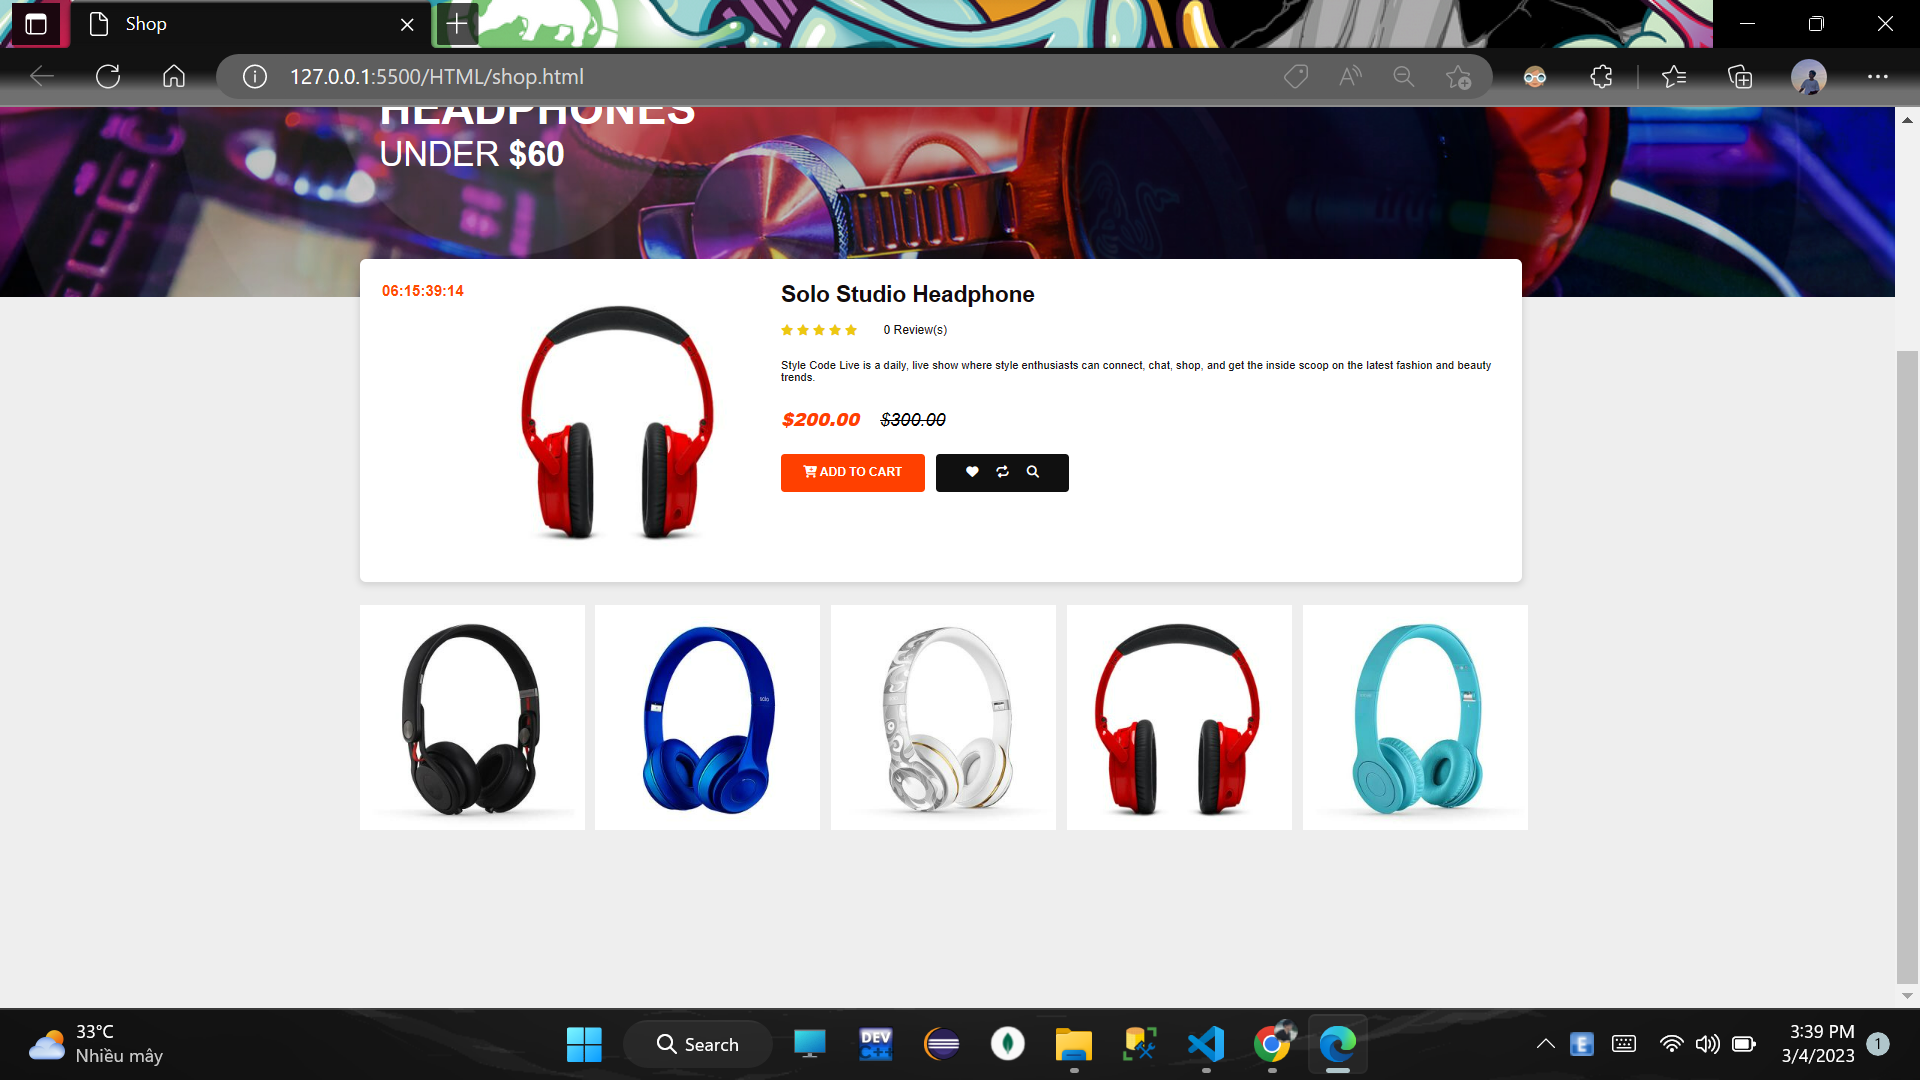 Shop
127.0.0.1:5500/HTML/shop.html
HEADPHONES
UNDER $60
06:15:39:14
Solo Studio Headphone
0 Review(s)
Style Code Live is a daily, live show where style enthusiasts can connect, chat, shop, and get the inside scoop on the latest fashion and beauty
trends.
$200.00 $300.00
ADD TO CART
solo
33°C
Nhiều mây
Search
DEV
C++
E
3:39 PM
3/4/2023
1